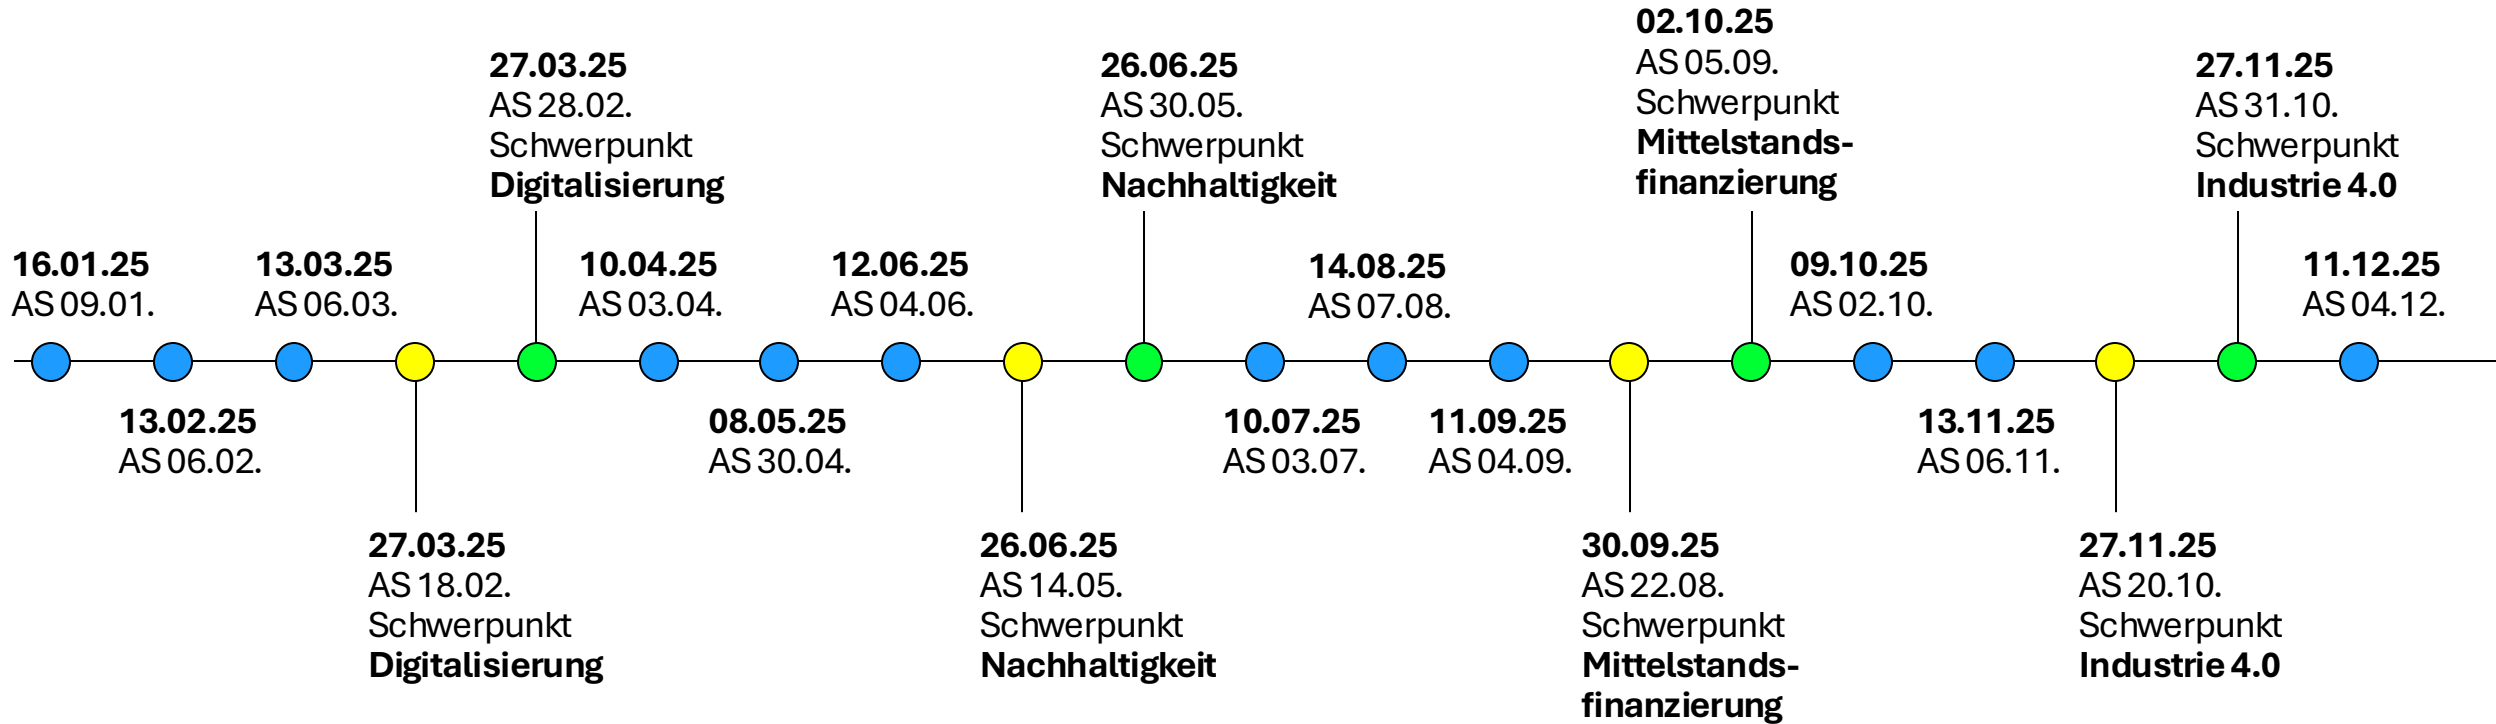 16.01.25
AS 09.01.
13.02.25
AS 06.02.
13.03.25
AS 06.03.
27.03.25
AS 18.02.
Schwerpunkt
Digitalisierung
27.03.25
AS 28.02.
Schwerpunkt
Digitalisierung
10.04.25
AS 03.04.
08.05.25
AS 30.04.
12.06.25
AS 04.06.
26.06.25
AS 14.05.
Schwerpunkt
Nachhaltigkeit
26.06.25
AS 30.05.
Schwerpunkt
Nachhaltigkeit
10.07.25
AS 03.07.
14.08.25
AS 07.08.
11.09.25
AS 04.09.
30.09.25
AS 22.08.
Schwerpunkt
Mittelstands-
finanzierung
02.10.25
AS 05.09.
Schwerpunkt
Mittelstands-
finanzierung
09.10.25
AS 02.10.
13.11.25
AS 06.11.
27.11.25
AS 20.10.
Schwerpunkt
Industrie 4.0
27.11.25
AS 31.10.
Schwerpunkt
Industrie 4.0
11.12.25
AS 04.12.